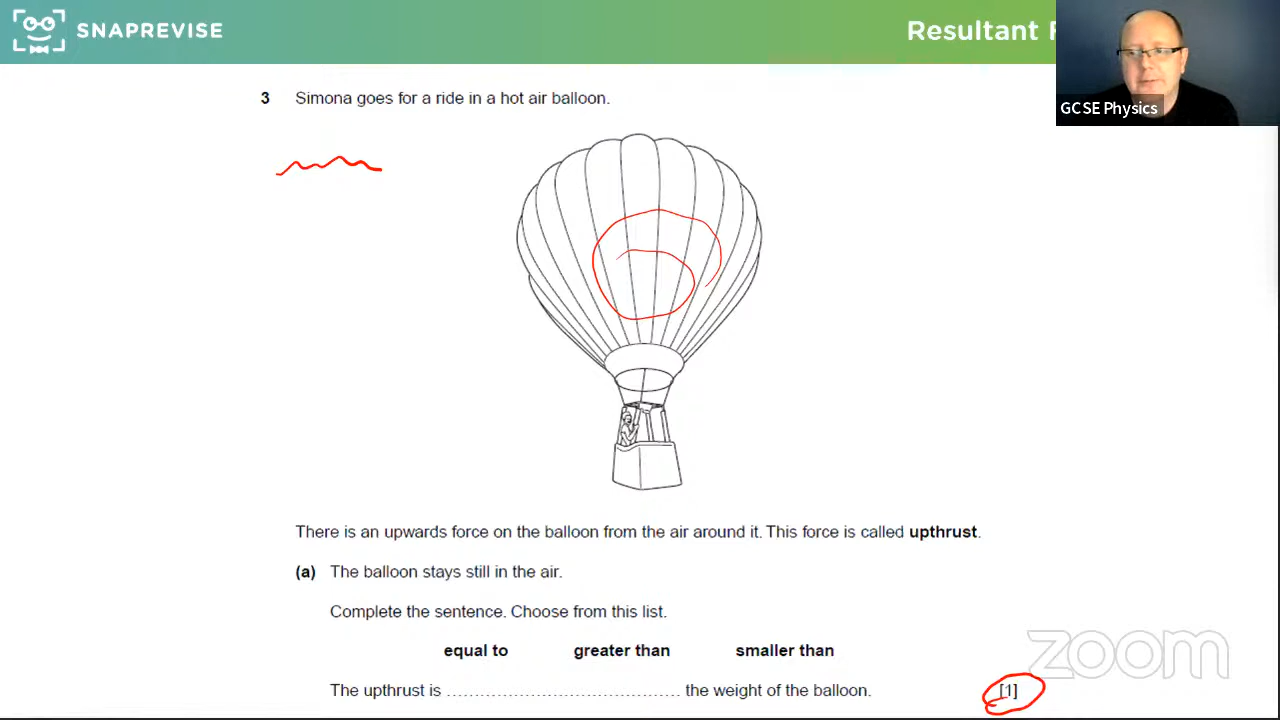 SNAPREVISE
Resultant F
GCSE Physics
3 Simona goes for a ride in a hot air balloon.
There is an upwards force on the balloon from the air around it. This force is called upthrust.
(a) The balloon stays still in the air.
Complete the sentence. Choose from this list.
equal to greater than smaller than
The upthrust is ............................................... the weight of the balloon. [1]
zoom